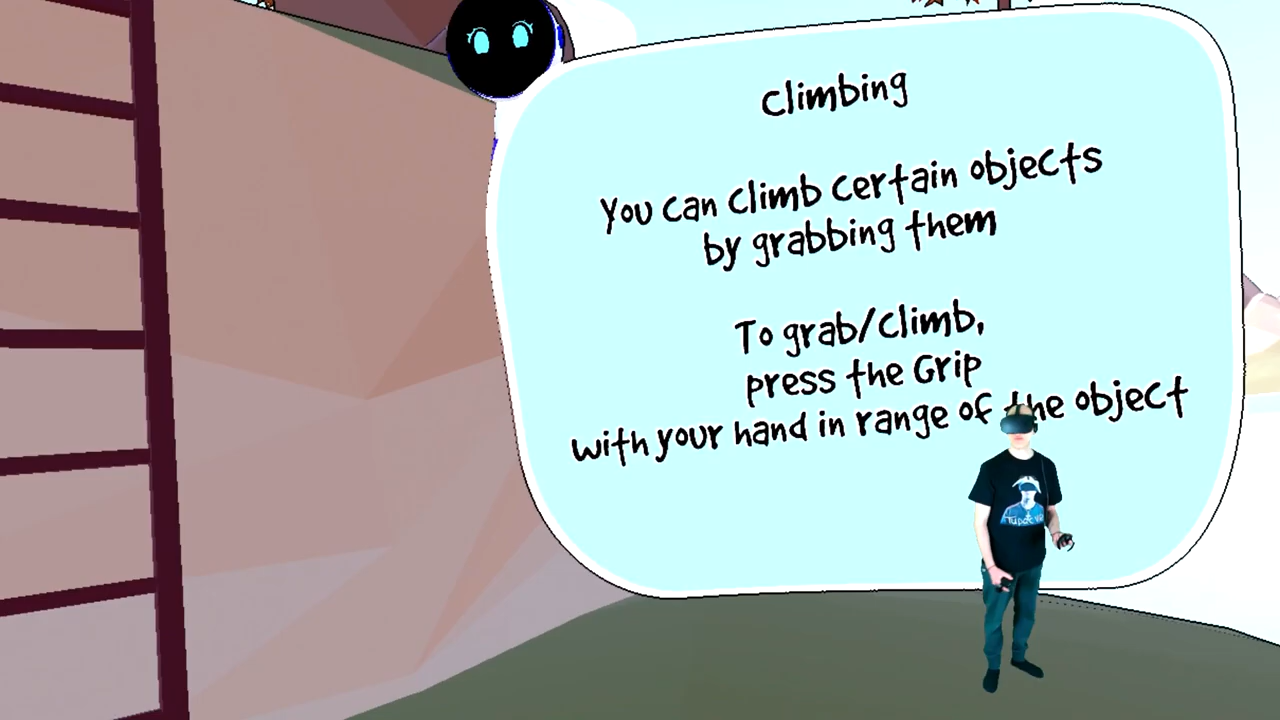 Climbing
You can climb certain objects
by grabbing them
To grab/climb,
press the Grip
with your hand in range of the object